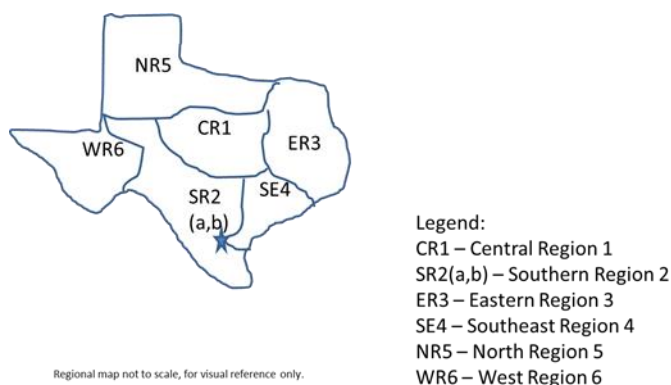 NR5
CR1
ER3
WR6
SR2
(a,b)
SE4
Legend:
CR1 – Central Region 1
SR2(a,b) – Southern Region 2
ER3 – Eastern Region 3
SE4 – Southeast Region 4
NR5 – North Region 5
WR6 – West Region 6
Regional map not to scale, for visual reference only.